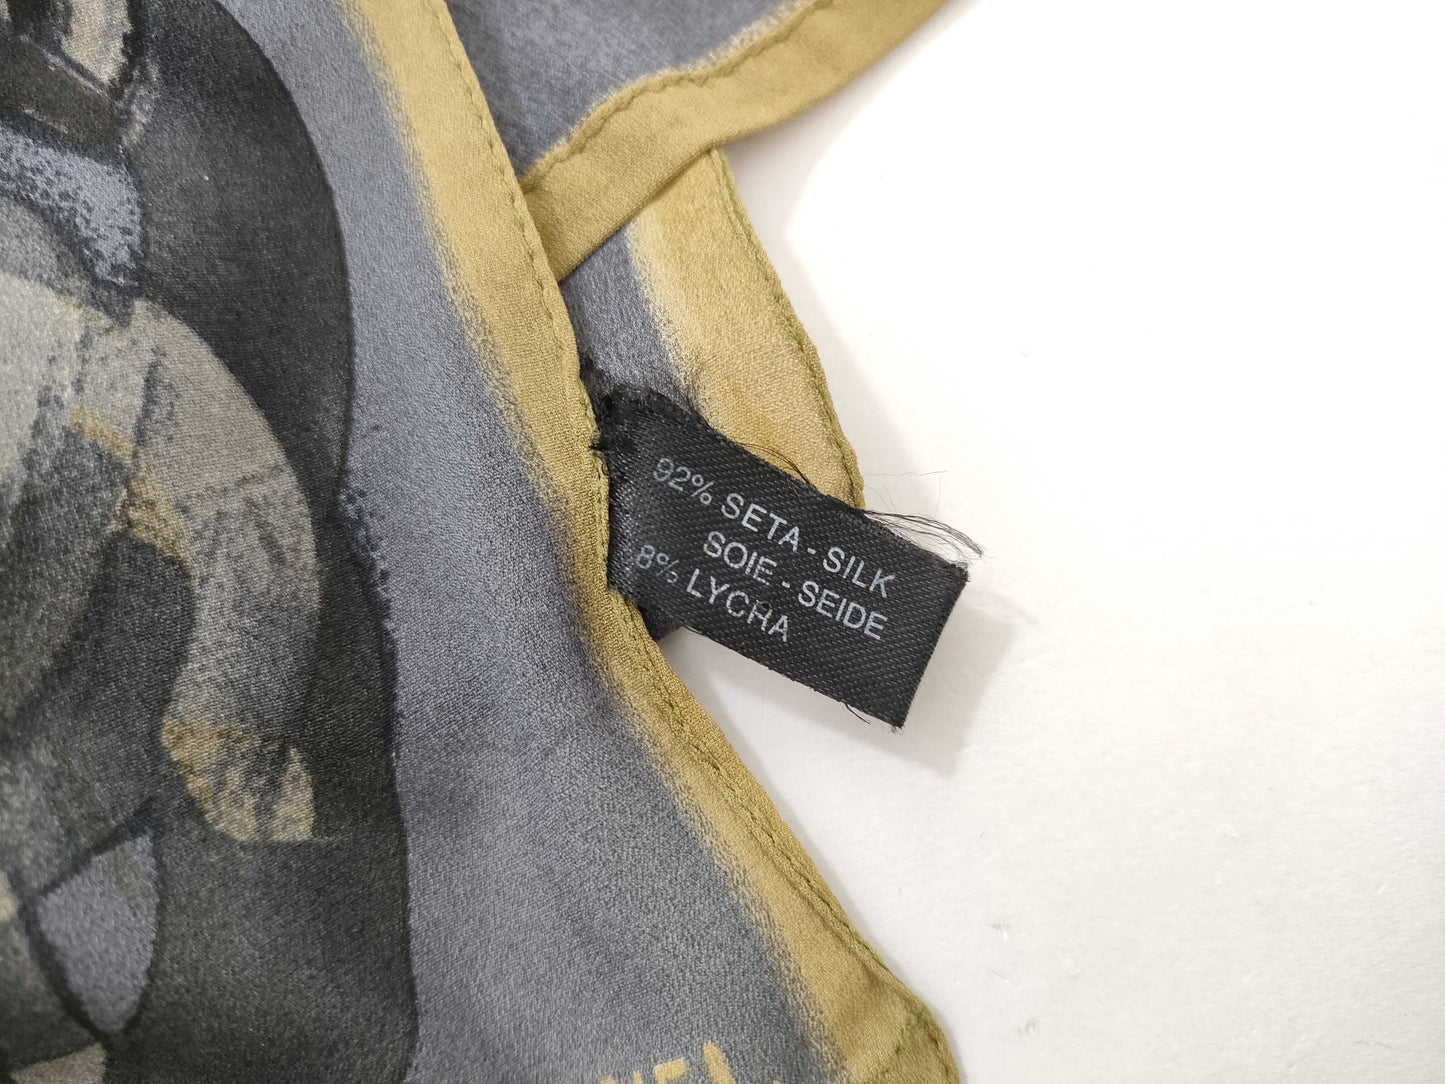 92% SETA - SILK
SOIE - SEIDE
8% LYCRA